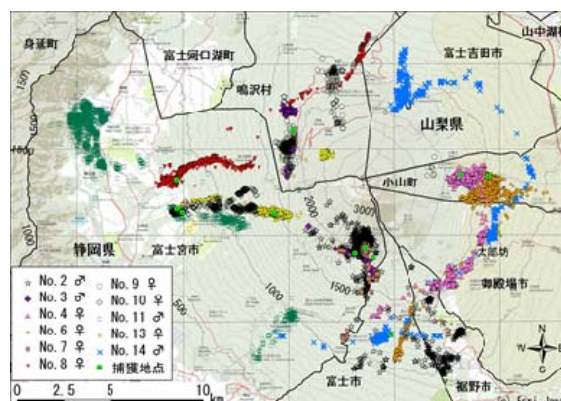 身延町
富士河口湖町
鳴沢村
富士吉田市
山中湖村
山梨県
小山町
静岡県
富士宮市
太郎坊
御殿場市
富士市
裾野市
1500
1500
1000
1000
500
1000
1500
2000
3000
No.2 ♂
No.3 ♂
No.4 ♀
No.6 ♀
No.7 ♀
No.8 ♀
No.9 ♀
No.10 ♀
No.11 ♂
No.13 ♀
No.14 ♂
捕獲地点
0 2.5 5 10
km
N
W E
S